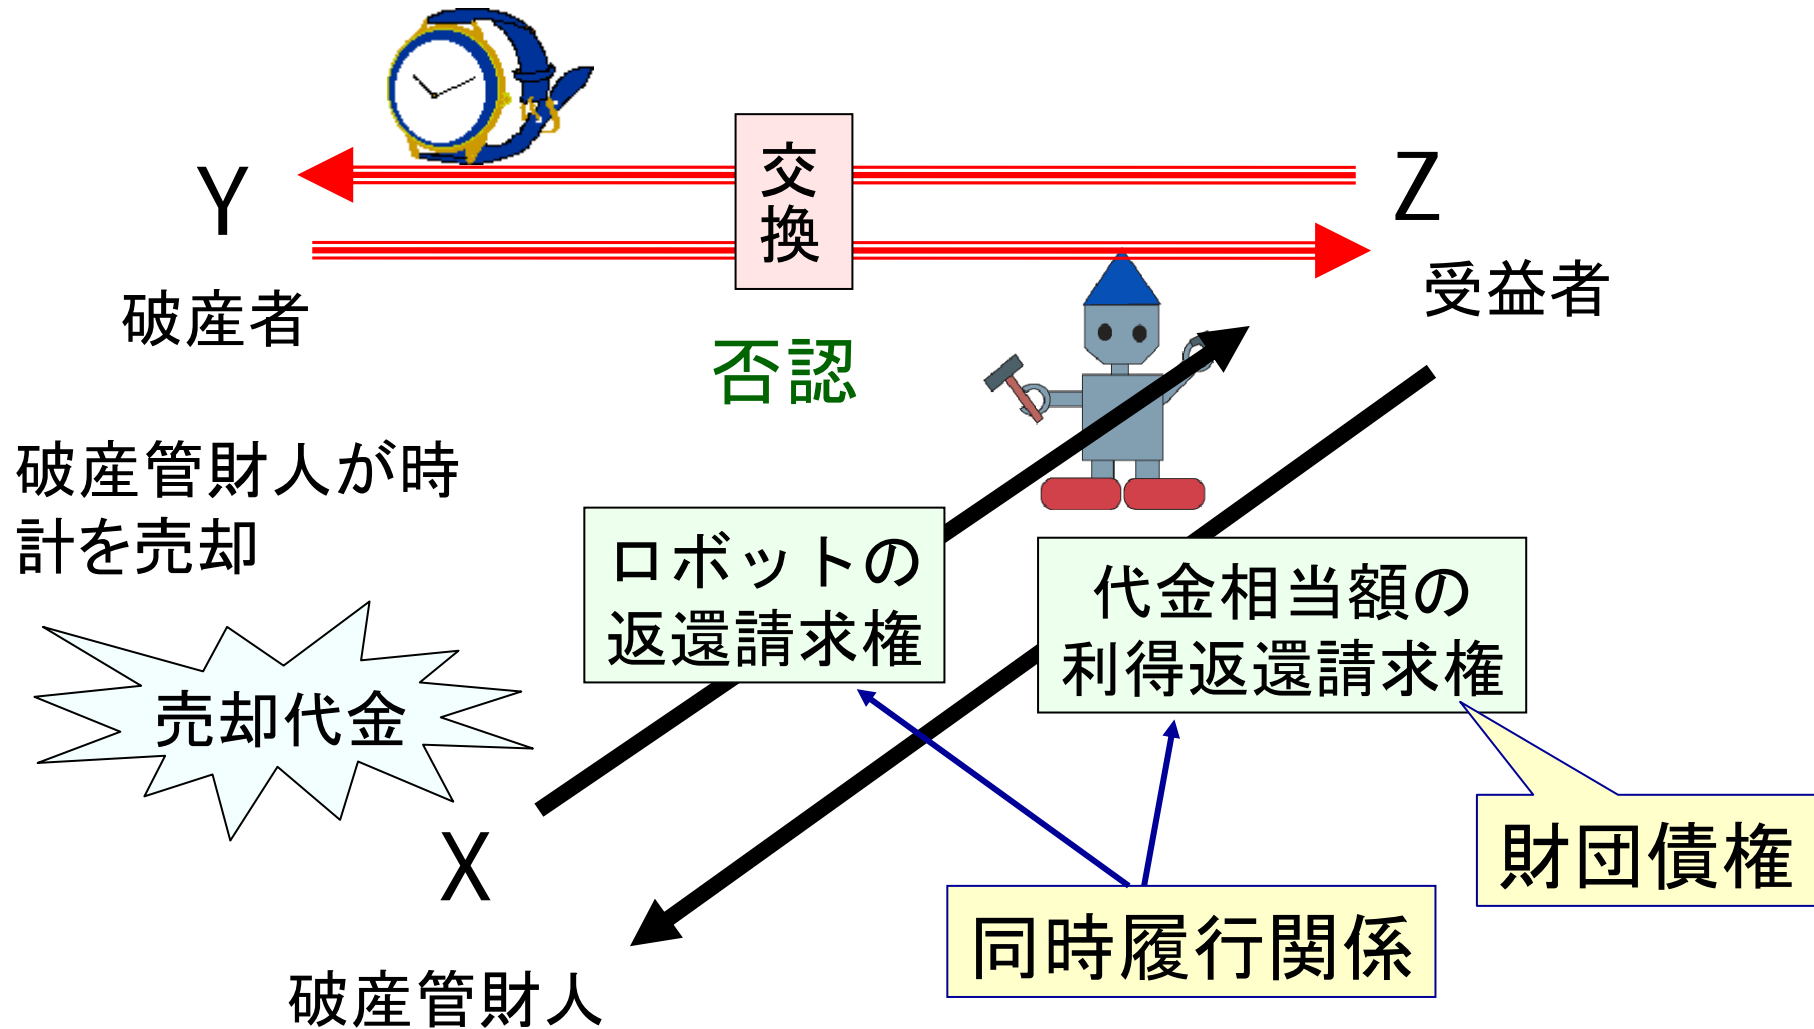 交
換
Y
Z
破産者
受益者
否認
破産管財人が時
計を売却
ロボットの
返還請求権
代金相当額の
利得返還請求権
売却代金
財団債権
X
同時履行関係
破産管財人